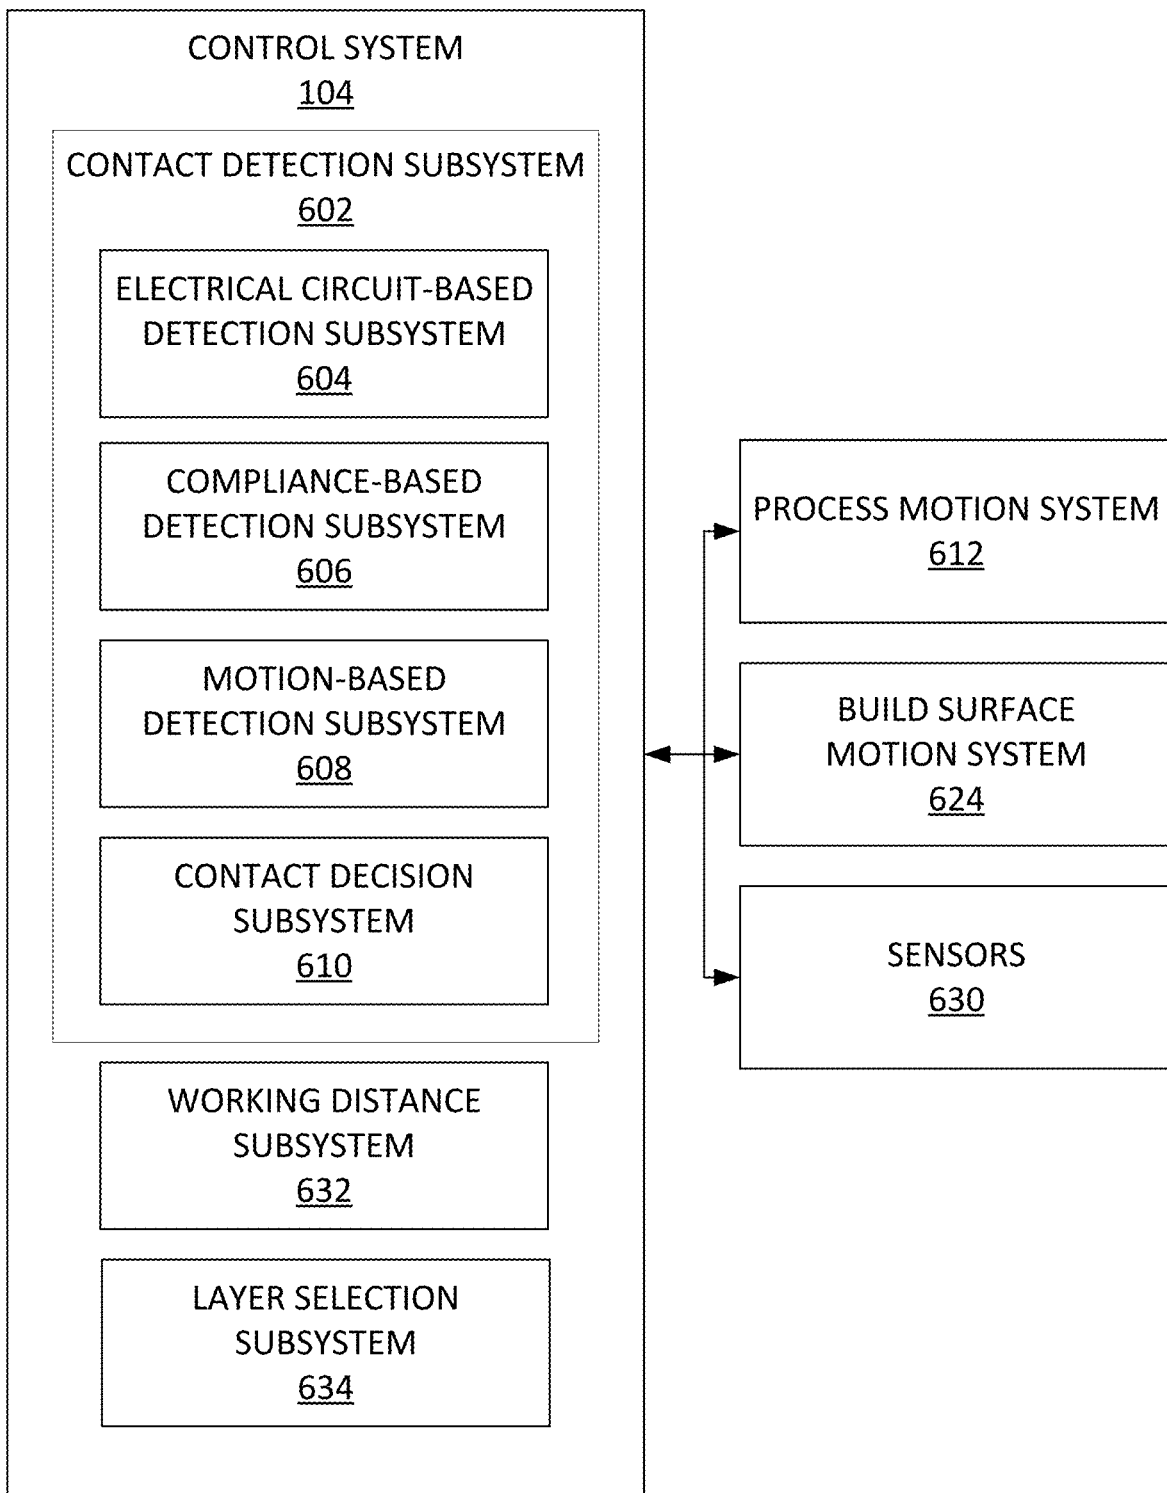 CONTROL SYSTEM
104
CONTACT DETECTION SUBSYSTEM
602
ELECTRICAL CIRCUIT-BASED
DETECTION SUBSYSTEM
604
COMPLIANCE-BASED
DETECTION SUBSYSTEM
606
MOTION-BASED
DETECTION SUBSYSTEM
608
CONTACT DECISION
SUBSYSTEM
610
WORKING DISTANCE
SUBSYSTEM
632
LAYER SELECTION
SUBSYSTEM
634
PROCESS MOTION SYSTEM
612
BUILD SURFACE
MOTION SYSTEM
624
SENSORS
630